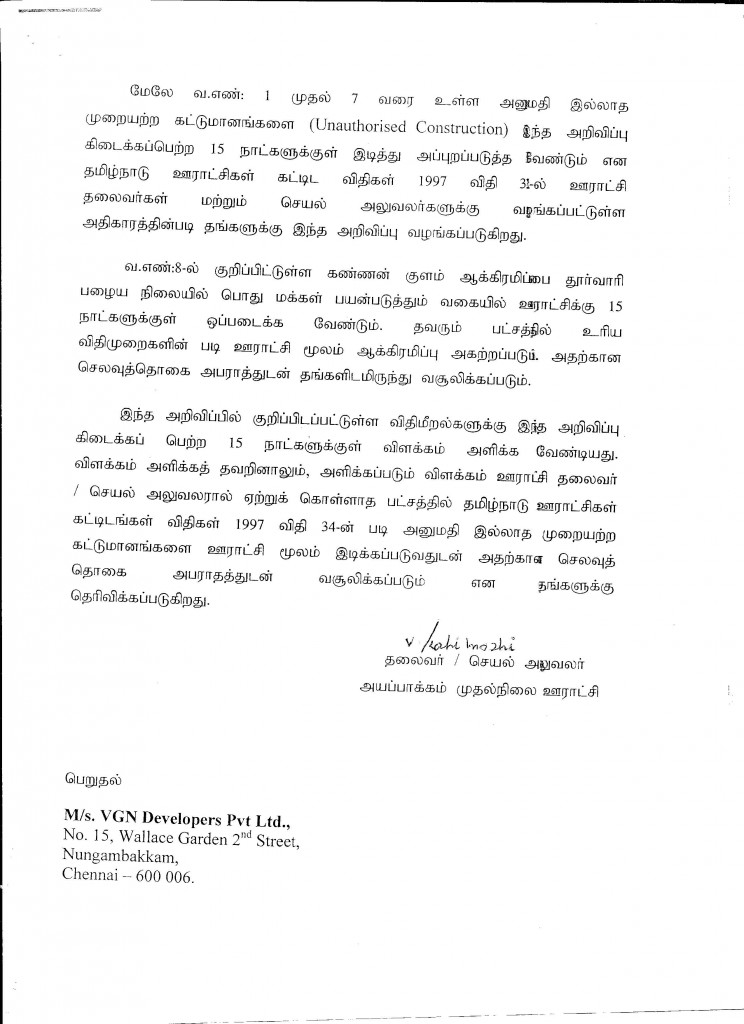 மேலே வ.எண்: 1 முதல் 7 வரை உள்ள அனுமதி இல்லாத
முறையற்ற கட்டுமானங்களை (Unauthorised Construction) இந்த அறிவிப்பு
கிடைக்கப்பெற்ற 15 நாட்களுக்குள் இடித்து அப்புறப்படுத்த வேண்டும் என
தமிழ்நாடு ஊராட்சிகள் கட்டிட விதிகள் 1997 விதி 31-ல் ஊராட்சி
தலைவர்கள் மற்றும் செயல் அலுவலர்களுக்கு வழங்கப்பட்டுள்ள
அதிகாரத்தின்படி தங்களுக்கு இந்த அறிவிப்பு வழங்கப்படுகிறது.
வ.எண்:8-ல் குறிப்பிட்டுள்ள கண்ணன் குளம் ஆக்கிரமிப்பை தூர்வாரி
பழைய நிலையில் பொது மக்கள் பயன்படுத்தும் வகையில் ஊராட்சிக்கு 15
நாட்களுக்குள் ஒப்படைக்க வேண்டும். தவரும் பட்சத்தில் உரிய
விதிமுறைகளின் படி ஊராட்சி மூலம் ஆக்கிரமிப்பு அகற்றப்படும். அதற்கான
செலவுத்தொகை அபராத்துடன் தங்களிடமிருந்து வசூலிக்கப்படும்.
இந்த அறிவிப்பில் குறிப்பிடப்பட்டுள்ள விதிமீறல்களுக்கு இந்த அறிவிப்பு
கிடைக்கப் பெற்ற 15 நாட்களுக்குள் விளக்கம் அளிக்க வேண்டியது.
விளக்கம் அளிக்கத் தவறினாலும், அளிக்கப்படும் விளக்கம் ஊராட்சி தலைவர்
/ செயல் அலுவலரால் ஏற்றுக் கொள்ளாத பட்சத்தில் தமிழ்நாடு ஊராட்சிகள்
கட்டிடங்கள் விதிகள் 1997 விதி 34-ன் படி அனுமதி இல்லாத முறையற்ற
கட்டுமானங்களை ஊராட்சி மூலம் இடிக்கப்படுவதுடன் அதற்கான செலவுத்
தொகை அபராதத்துடன் வசூலிக்கப்படும் என தங்களுக்கு
தெரிவிக்கப்படுகிறது.
தலைவர் / செயல் அலுவலர்
அயப்பாக்கம் முதல்நிலை ஊராட்சி
பெறுதல்
M/s. VGN Developers Pvt Ltd.,
No. 15, Wallace Garden 2nd Street,
Nungambakkam,
Chennai – 600 006.